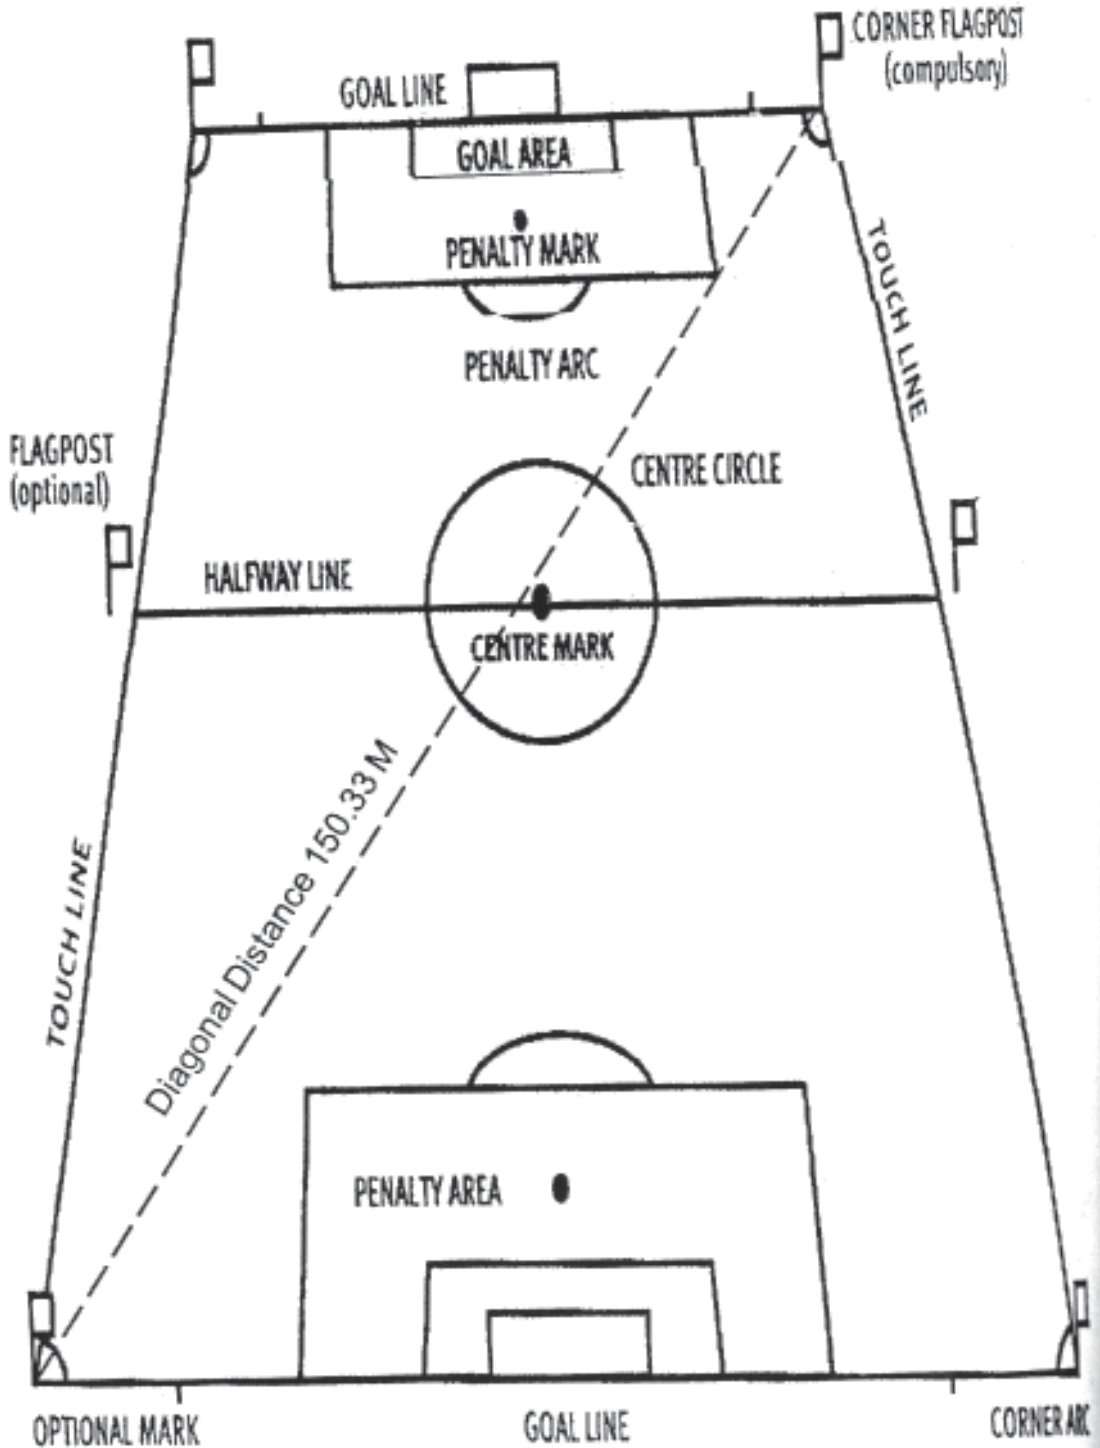 CORNER FLAGPOST
(compulsory)
GOAL LINE
GOAL AREA
PENALTY MARK
TOUCH LINE
PENALTY ARC
FLAGPOST
(optional)
CENTRE CIRCLE
HALFWAY LINE
CENTRE MARK
Diagonal Distance 150.33 M
TOUCH LINE
PENALTY AREA
OPTIONAL MARK
GOAL LINE
CORNER ARC